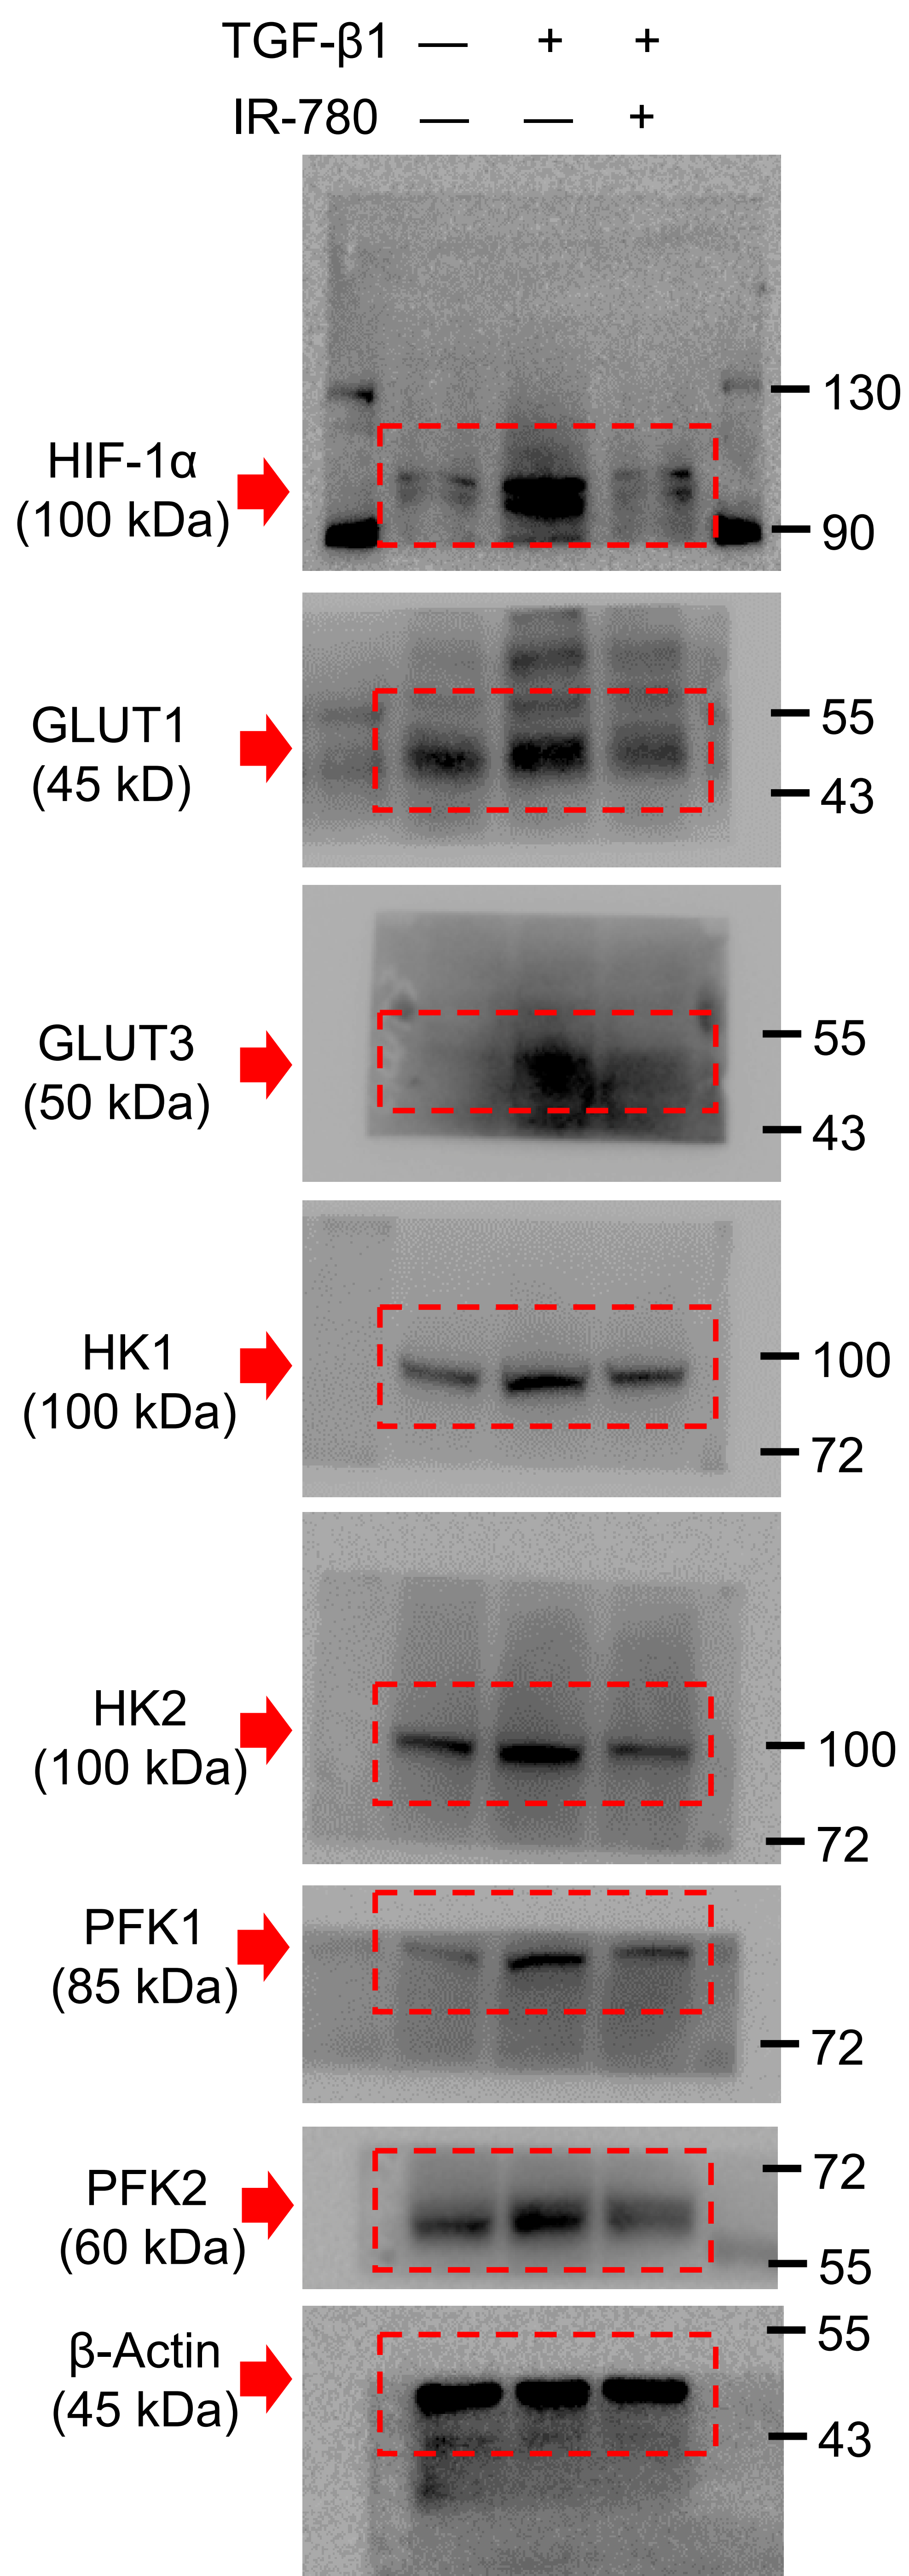 TGF-β1 — + +
IR-780 — — +
130
HIF-1α
(100 kDa)
90
GLUT1
(45 kD)
55
43
GLUT3
(50 kDa)
55
43
HK1
(100 kDa)
100
72
HK2
(100 kDa)
100
72
PFK1
(85 kDa)
72
PFK2
(60 kDa)
72
55
β-Actin
(45 kDa)
55
43